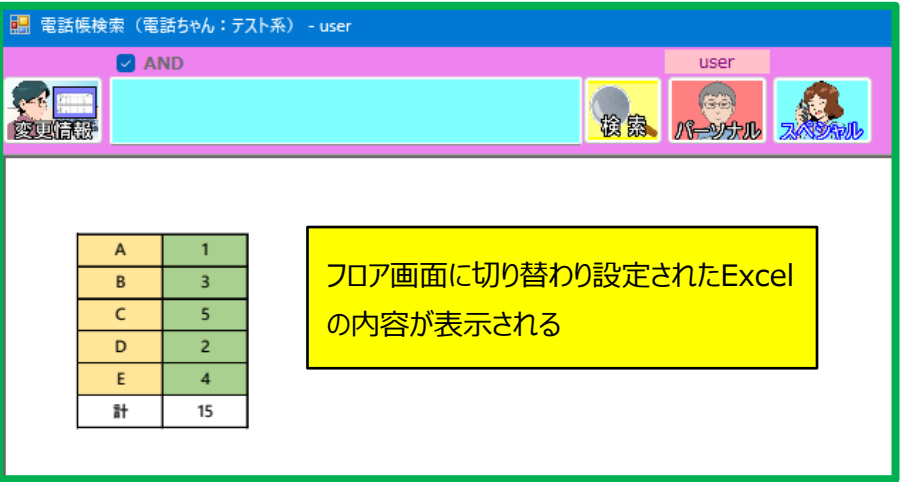 電話帳検索（電話ちゃん：テスト系） - user
AND
user
変更情報
検索
パーソナル
スペシャル
A 1
B 3
C 5
D 2
E 4
計 15
フロア画面に切り替わり設定されたExcel
の内容が表示される